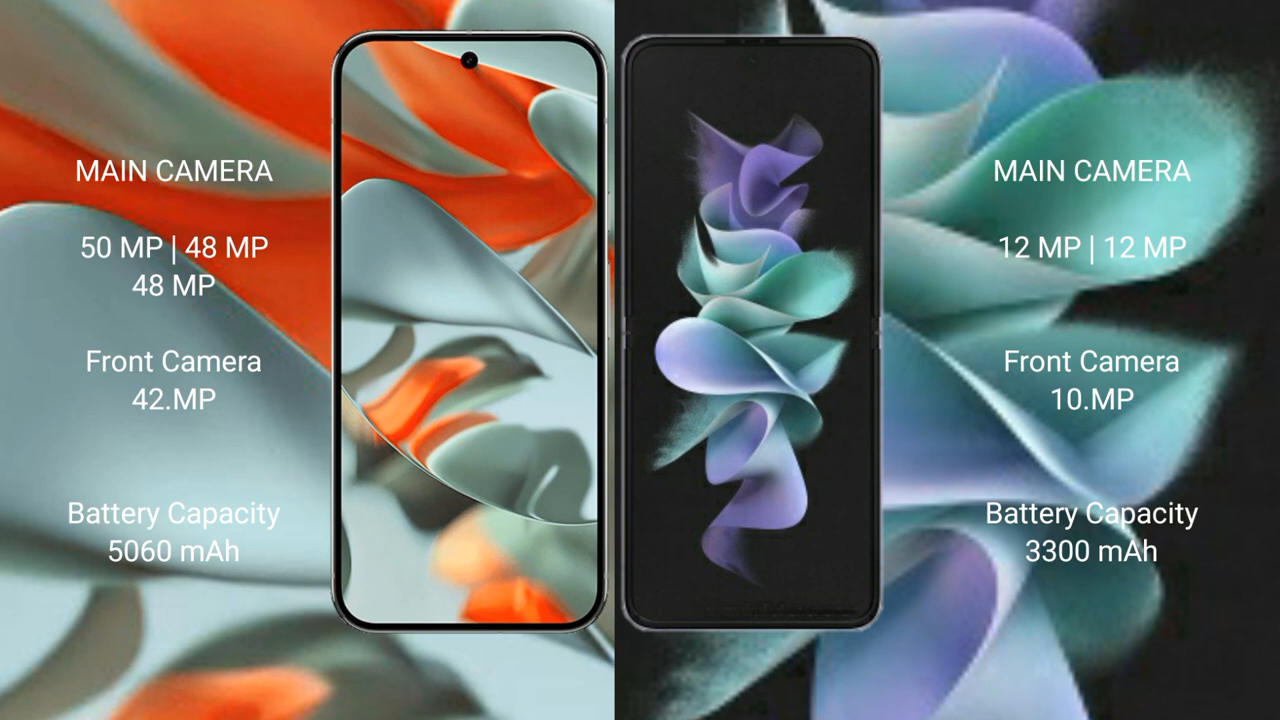 MAIN CAMERA
50 MP | 48 MP
48 MP
Front Camera
42.MP
Battery Capacity
5060 mAh
MAIN CAMERA
12 MP | 12 MP
Front Camera
10.MP
Battery Capacity
3300 mAh